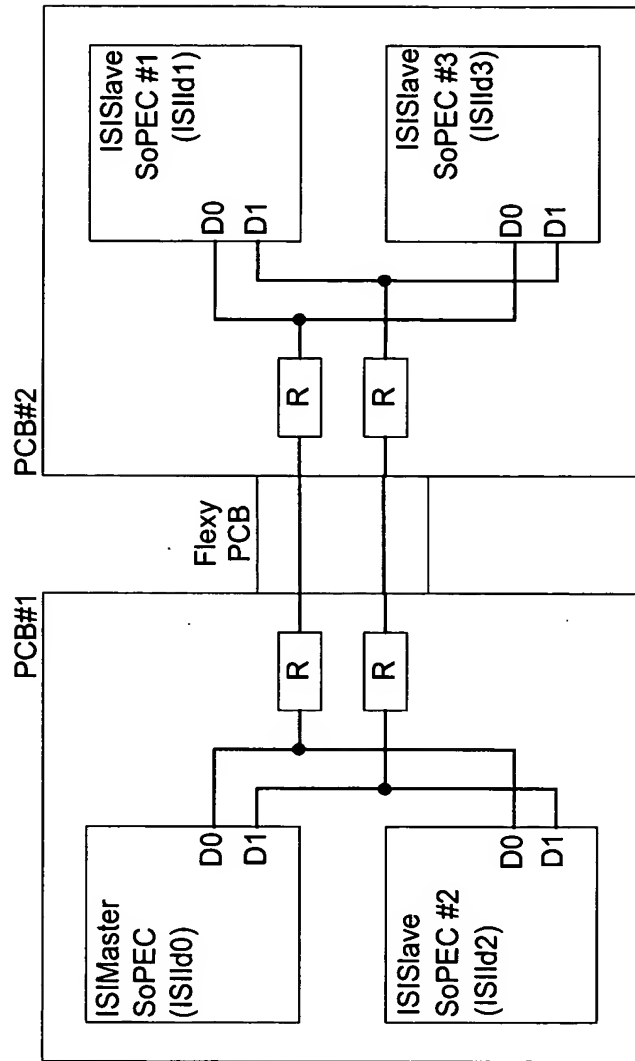 PCB#1
ISIMaster
SoPEC
(ISIId0)
D0
D1
R
R
ISISlave
SoPEC #2
(ISIId2)
D0
D1
Flexy
PCB
PCB#2
R
R
ISISlave
SoPEC #1
(ISIId1)
D0
D1
ISISlave
SoPEC #3
(ISIId3)
D0
D1